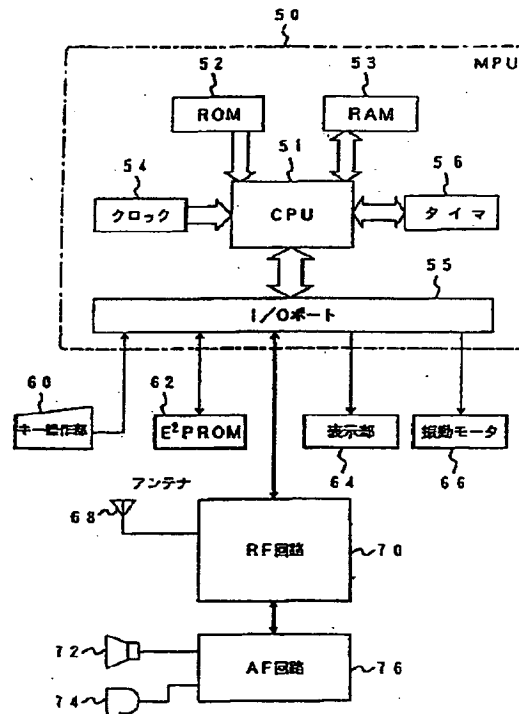 50
MPU
52
53
ROM
RAM
54
51
56
クロック
CPU
タイマ
55
I/Oポート
60
62
キー操作部
E²PROM
表示部
振動モータ
64
66
アンテナ
68
RF回路
70
72
AF回路
76
74